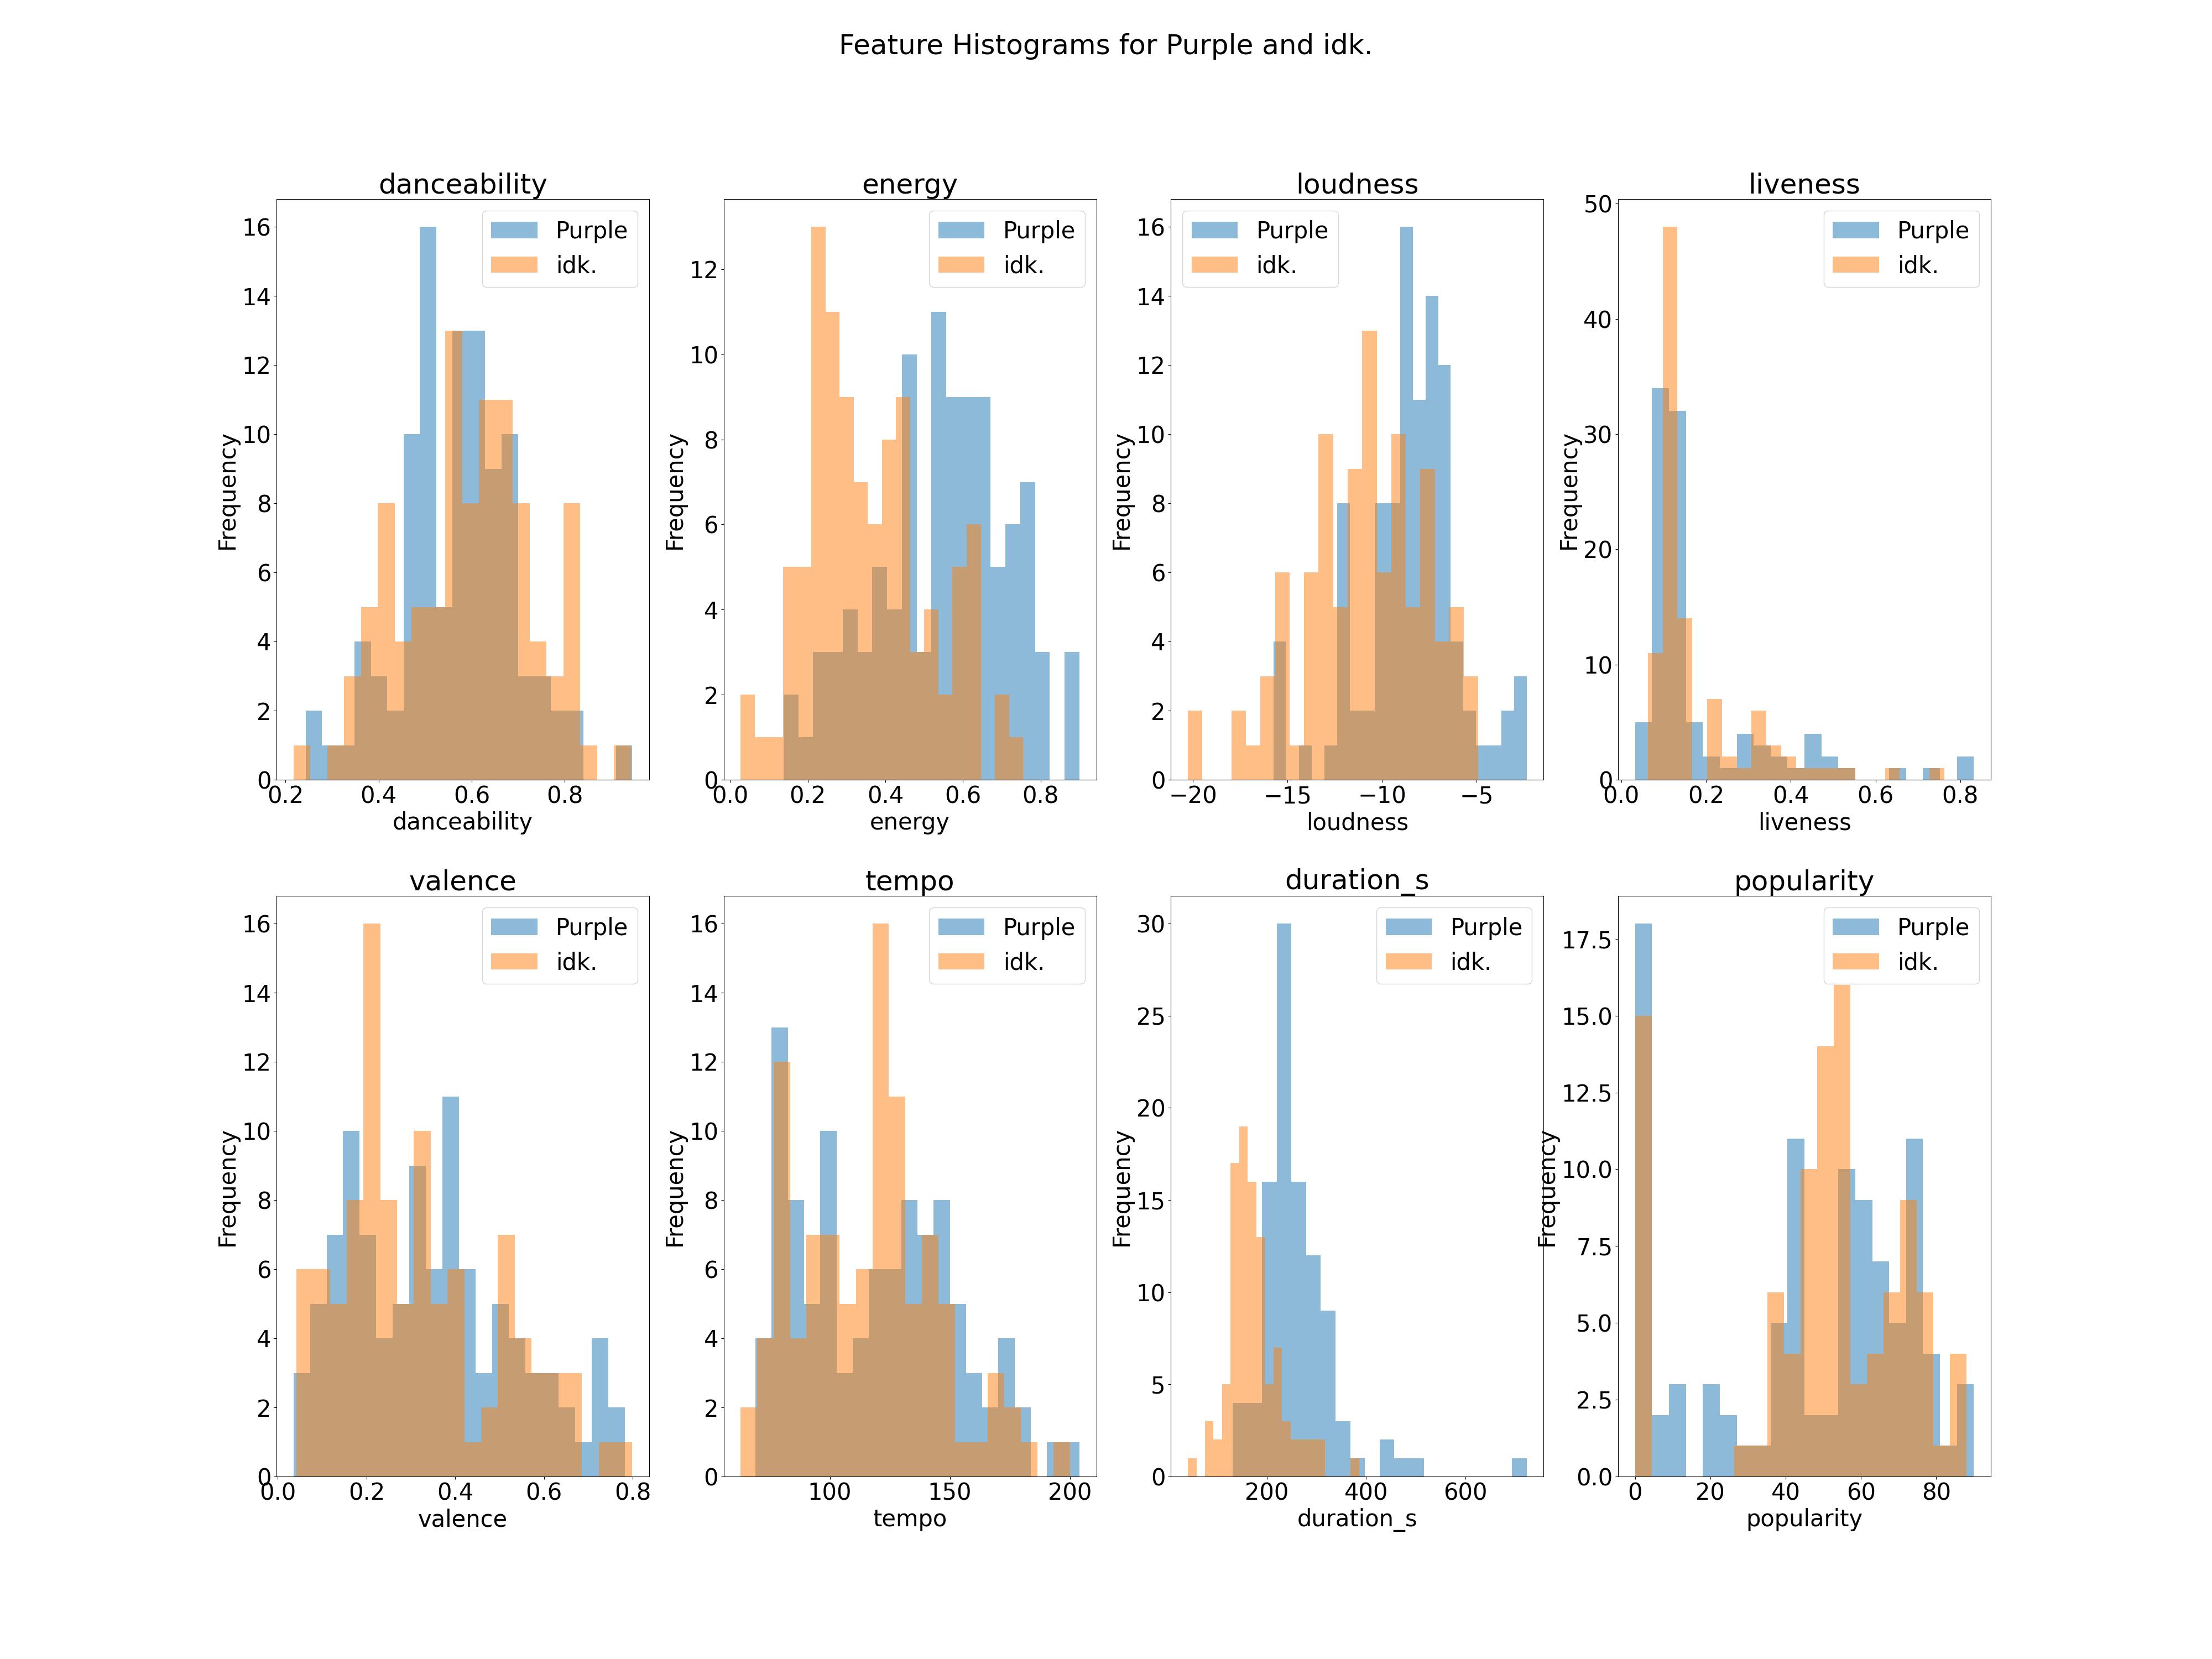 Feature Histograms for Purple and idk.
danceability
Purple
idk.
Frequency
16
14
12
10
8
6
4
2
0
0.2 0.4 0.6 0.8
danceability
energy
Purple
idk.
Frequency
12
10
8
6
4
2
0
0.0 0.2 0.4 0.6 0.8
energy
loudness
Purple
idk.
Frequency
16
14
12
10
8
6
4
2
0
−20 −15 −10 −5
loudness
liveness
Purple
idk.
Frequency
50
40
30
20
10
0
0.0 0.2 0.4 0.6 0.8
liveness
valence
Purple
idk.
Frequency
16
14
12
10
8
6
4
2
0
0.0 0.2 0.4 0.6 0.8
valence
tempo
Purple
idk.
Frequency
16
14
12
10
8
6
4
2
0
100 150 200
tempo
duration_s
Purple
idk.
Frequency
30
25
20
15
10
5
0
200 400 600
duration_s
popularity
Purple
idk.
Frequency
17.5
15.0
12.5
10.0
7.5
5.0
2.5
0.0
0 20 40 60 80
popularity